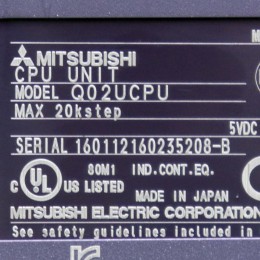 MITSUBISHI
CPU UNIT
MODEL Q02UCPU
MAX 20kstep
5VDC
SERIAL 160112160235208-B
80M1 IND.CONT.EQ.
C UL US LISTED
MADE IN JAPAN
MITSUBISHI ELECTRIC CORPORATION
See safety guidelines included in